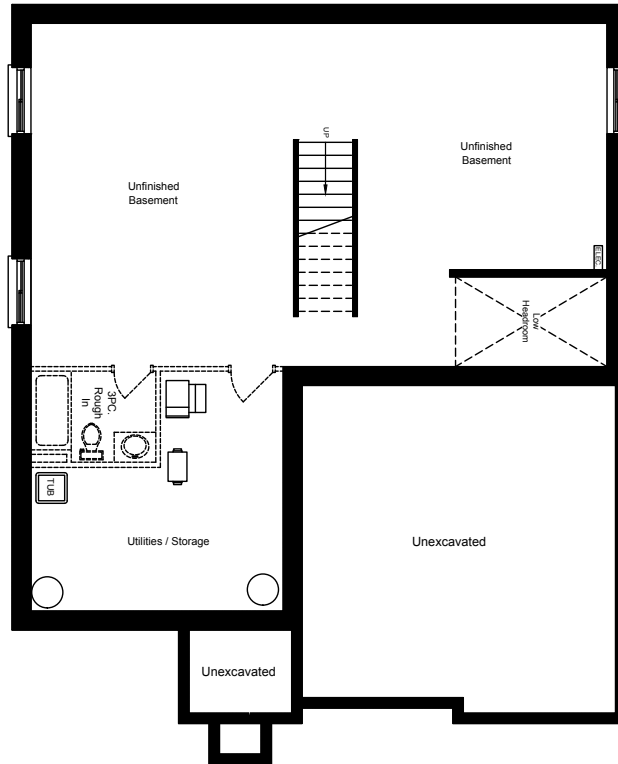 UP
Unfinished
Basement
Unfinished
Basement
ELEC
Low
Headroom
3PC.
Rough
In
TUB
Utilities / Storage
Unexcavated
Unexcavated